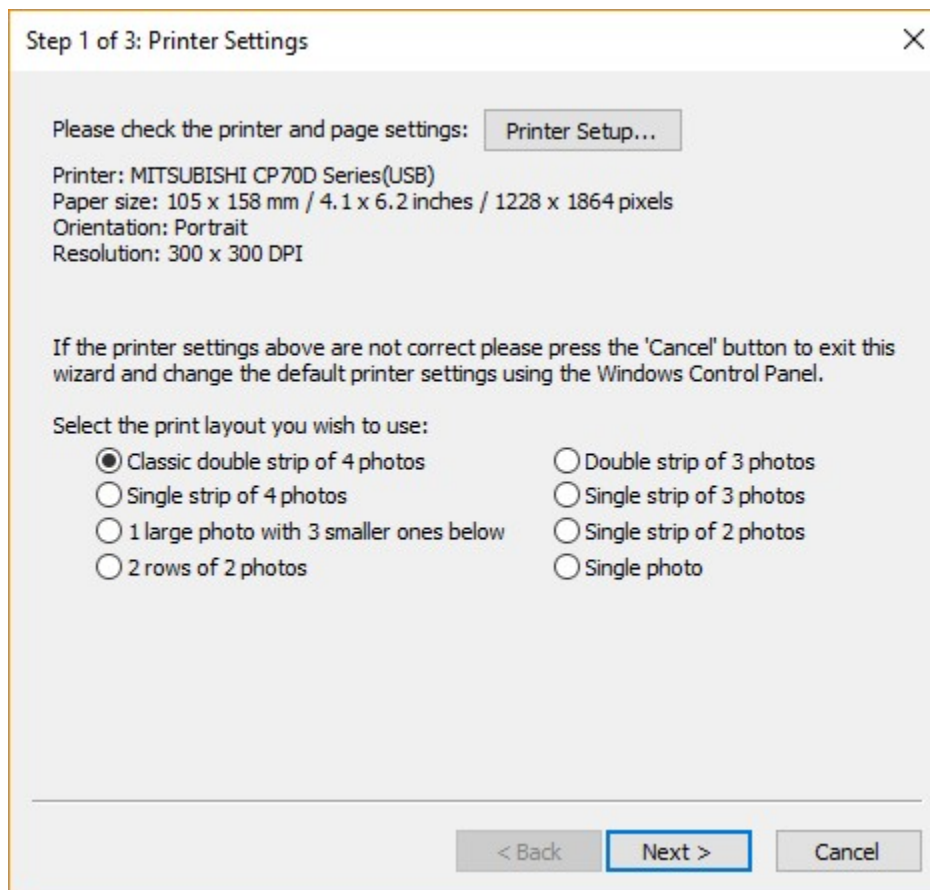 Step 1 of 3: Printer Settings
Please check the printer and page settings: Printer Setup...
Printer: MITSUBISHI CP70D Series(USB)
Paper size: 105 x 158 mm / 4.1 x 6.2 inches / 1228 x 1864 pixels
Orientation: Portrait
Resolution: 300 x 300 DPI
If the printer settings above are not correct please press the 'Cancel' button to exit this
wizard and change the default printer settings using the Windows Control Panel.
Select the print layout you wish to use:
Classic double strip of 4 photos Double strip of 3 photos
Single strip of 4 photos Single strip of 3 photos
1 large photo with 3 smaller ones below Single strip of 2 photos
2 rows of 2 photos Single photo
< Back Next > Cancel